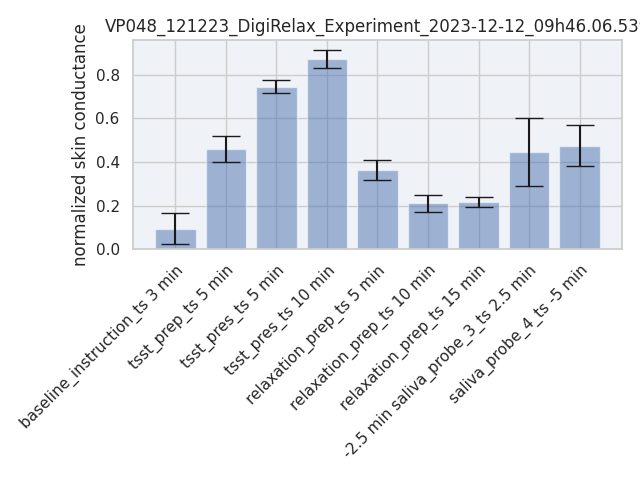 VP048_121223_DigiRelax_Experiment_2023-12-12_09h46.06.53
normalized skin conductance
0.8
0.6
0.4
0.2
0.0
baseline_instruction_ts 3 min
tsst_prep_ts 5 min
tsst_pres_ts 5 min
tsst_pres_ts 10 min
relaxation_prep_ts 5 min
relaxation_prep_ts 10 min
relaxation_prep_ts 15 min
-2.5 min saliva_probe_3_ts 2.5 min
saliva_probe_4_ts -5 min